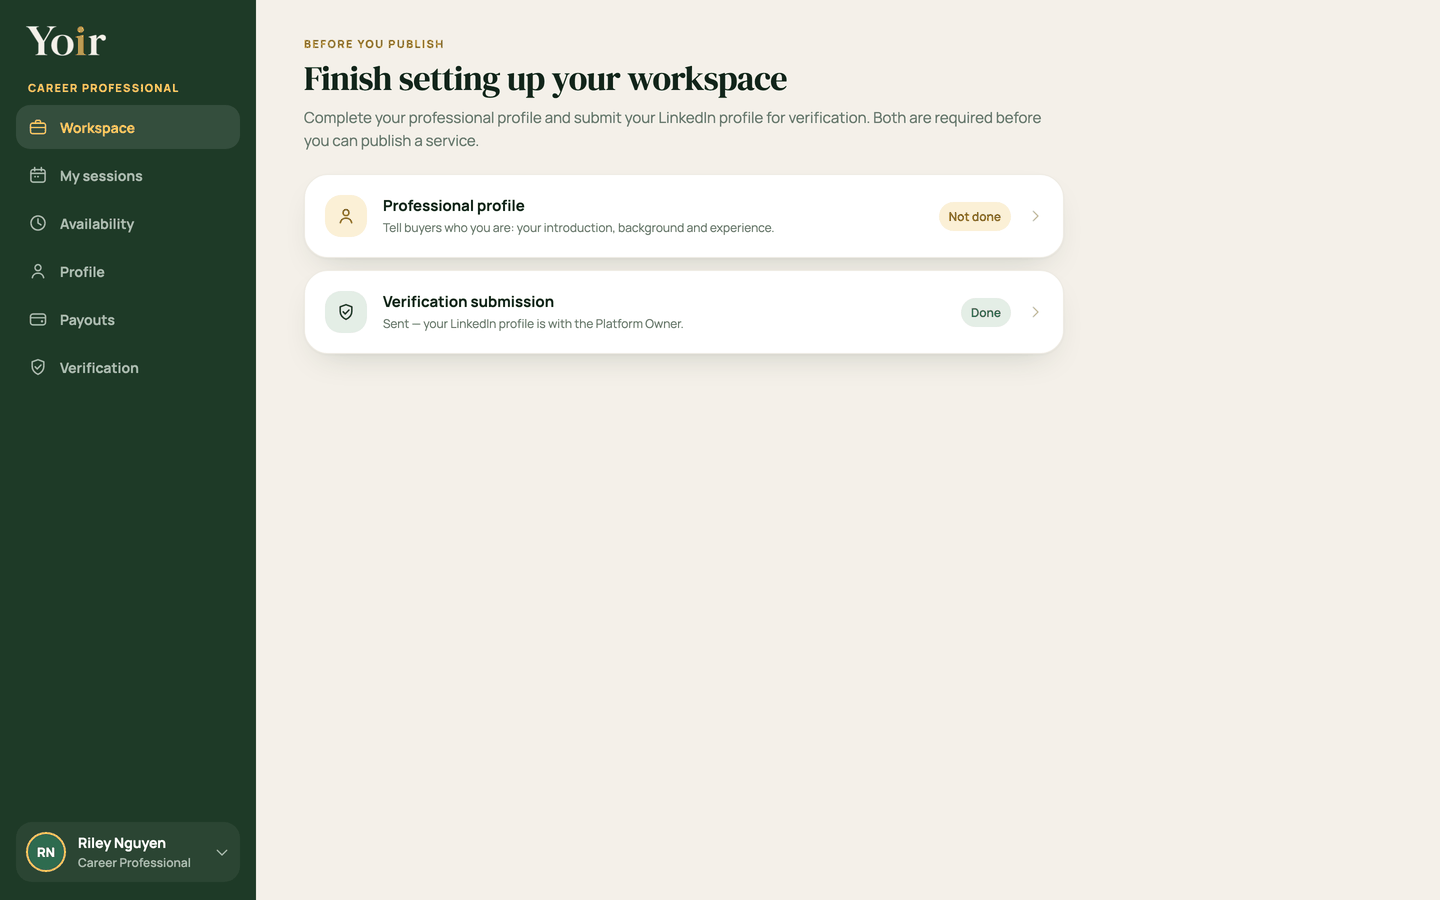 Yoir
CAREER PROFESSIONAL
Workspace
My sessions
Availability
Profile
Payouts
Verification
RN
Riley Nguyen
Career Professional
BEFORE YOU PUBLISH
Finish setting up your workspace
Complete your professional profile and submit your LinkedIn profile for verification. Both are required before
you can publish a service.
Professional profile
Tell buyers who you are: your introduction, background and experience.
Not done
Verification submission
Sent — your LinkedIn profile is with the Platform Owner.
Done